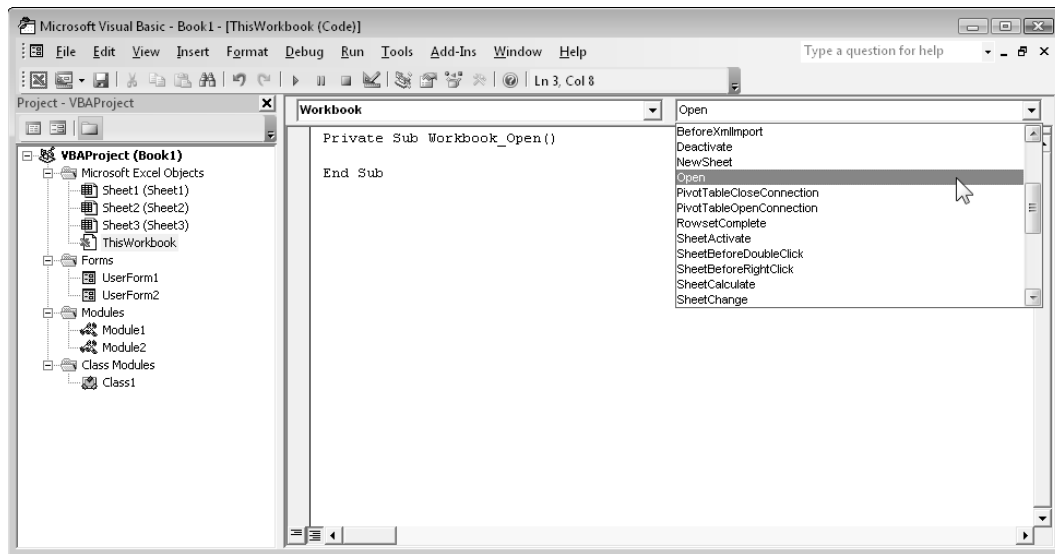 Microsoft Visual Basic - Book1 - [ThisWorkbook (Code)]
File Edit View Insert Format Debug Run Tools Add-Ins Window Help Type a question for help
Ln 3, Col 8
Project - VBAProject
Workbook Open
VBAProject (Book1)
Microsoft Excel Objects
Sheet1 (Sheet1)
Sheet2 (Sheet2)
Sheet3 (Sheet3)
ThisWorkbook
Forms
UserForm1
UserForm2
Modules
Module1
Module2
Class Modules
Class1
Private Sub Workbook_Open()
End Sub
BeforeXmlImport
Deactivate
NewSheet
Open
PivotTableCloseConnection
PivotTableOpenConnection
RowsetComplete
SheetActivate
SheetBeforeDoubleClick
SheetBeforeRightClick
SheetCalculate
SheetChange